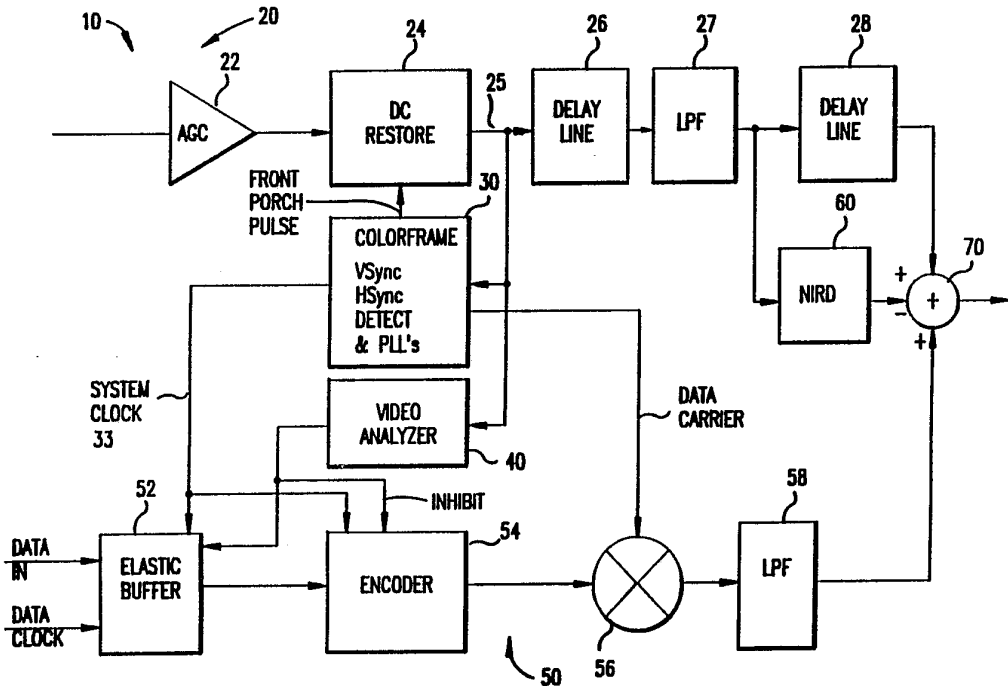 10
20
22
AGC
24
DC
RESTORE
25
26
DELAY
LINE
27
LPF
28
DELAY
LINE
FRONT
PORCH
PULSE
30
COLORFRAME
VSync
HSync
DETECT
& PLL's
60
NIRD
+
−
+
+
70
SYSTEM
CLOCK
33
VIDEO
ANALYZER
40
DATA
CARRIER
INHIBIT
52
ELASTIC
BUFFER
DATA
IN
DATA
CLOCK
54
ENCODER
56
58
LPF
50